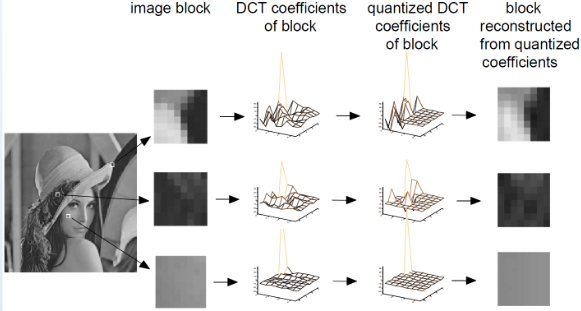 image block
DCT coefficients
of block
quantized DCT
coefficients
of block
block
reconstructed
from quantized
coefficients